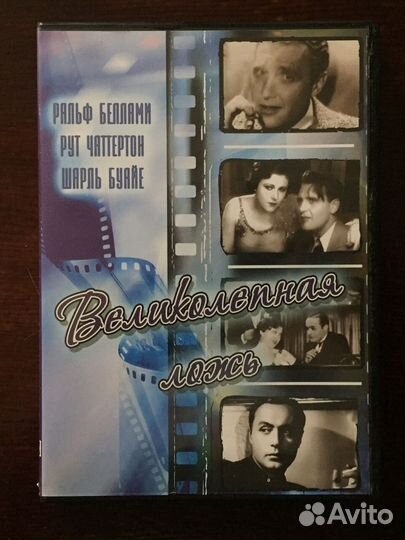 РАЛЬФ БЕЛЛАМИ
РУТ ЧАТТЕРТОН
ШАРЛЬ БУАЙЕ
Великолепная
ложь
Avito